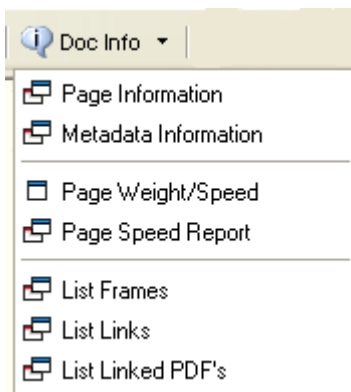 Doc Info
Page Information
Metadata Information
Page Weight/Speed
Page Speed Report
List Frames
List Links
List Linked PDF's